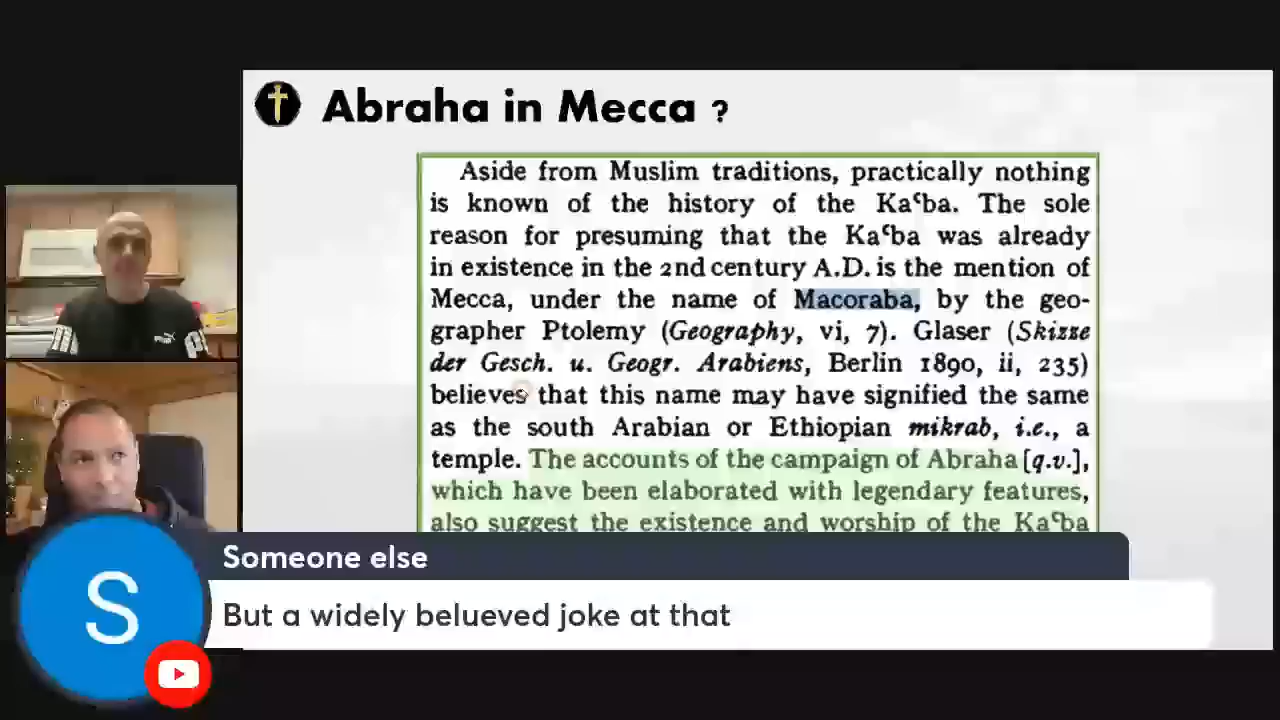 Abraha in Mecca ?
Aside from Muslim traditions, practically nothing
is known of the history of the Kaʿba. The sole
reason for presuming that the Kaʿba was already
in existence in the 2nd century A.D. is the mention of
Mecca, under the name of Macoraba, by the geo-
grapher Ptolemy (Geography, vi, 7). Glaser (Skizze
der Gesch. u. Geogr. Arabiens, Berlin 1890, ii, 235)
believes that this name may have signified the same
as the south Arabian or Ethiopian mikrab, i.e., a
temple. The accounts of the campaign of Abraha [q.v.],
which have been elaborated with legendary features,
also suggest the existence and worship of the Kaʿba
S
Someone else
But a widely belueved joke at that